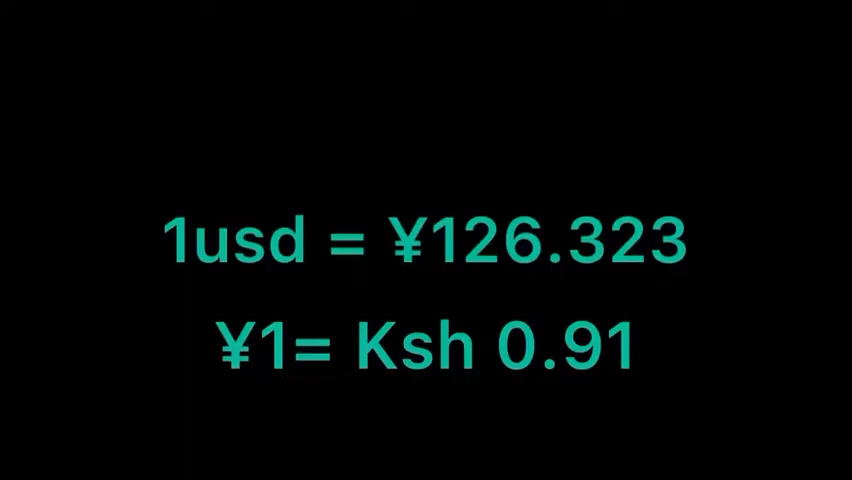 1usd = ¥126.323
¥1= Ksh 0.91